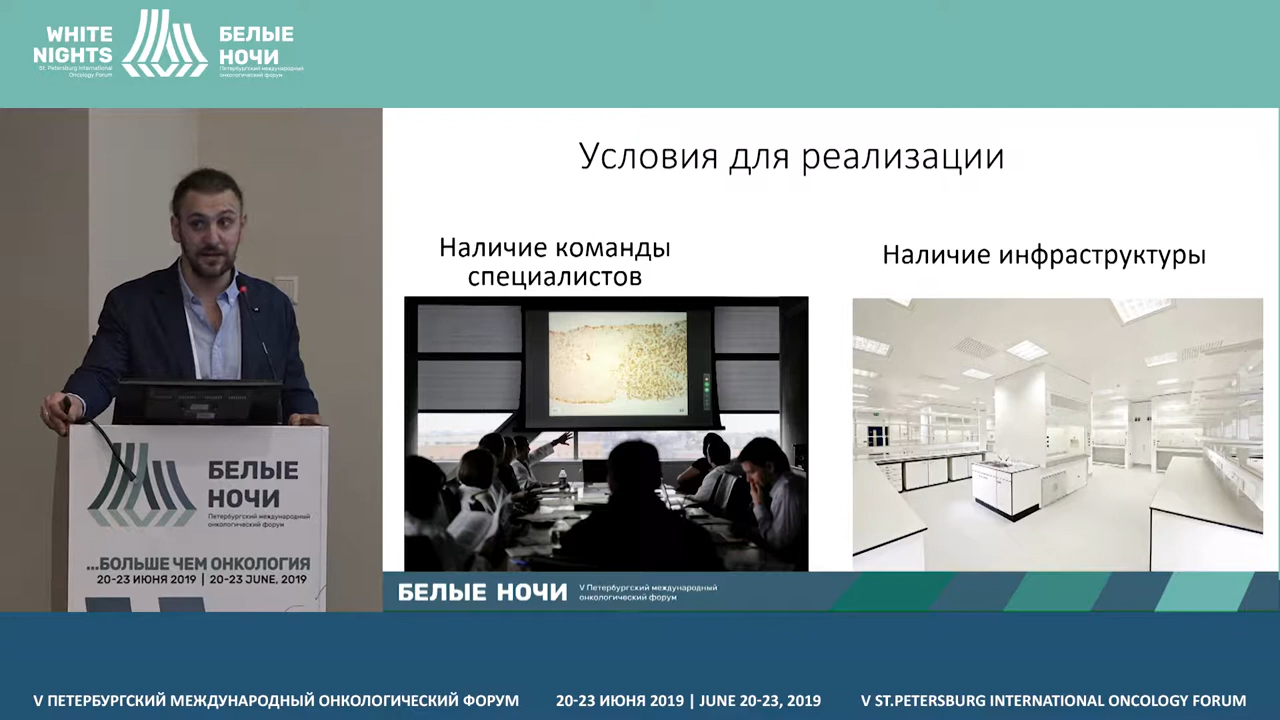 WHITE
NIGHTS
St. Petersburg International
Oncology Forum
БЕЛЫЕ
НОЧИ
Петербургский международный
онкологический форум
Условия для реализации
Наличие команды
специалистов
Наличие инфраструктуры
БЕЛЫЕ
НОЧИ
Петербургский международный
онкологический форум
...БОЛЬШЕ ЧЕМ ОНКОЛОГИЯ
20-23 ИЮНЯ 2019 | 20-23 JUNE, 2019
БЕЛЫЕ НОЧИ
V Петербургский международный
онкологический форум
V ПЕТЕРБУРГСКИЙ МЕЖДУНАРОДНЫЙ ОНКОЛОГИЧЕСКИЙ ФОРУМ
20-23 ИЮНЯ 2019 | JUNE 20-23, 2019
V ST.PETERSBURG INTERNATIONAL ONCOLOGY FORUM